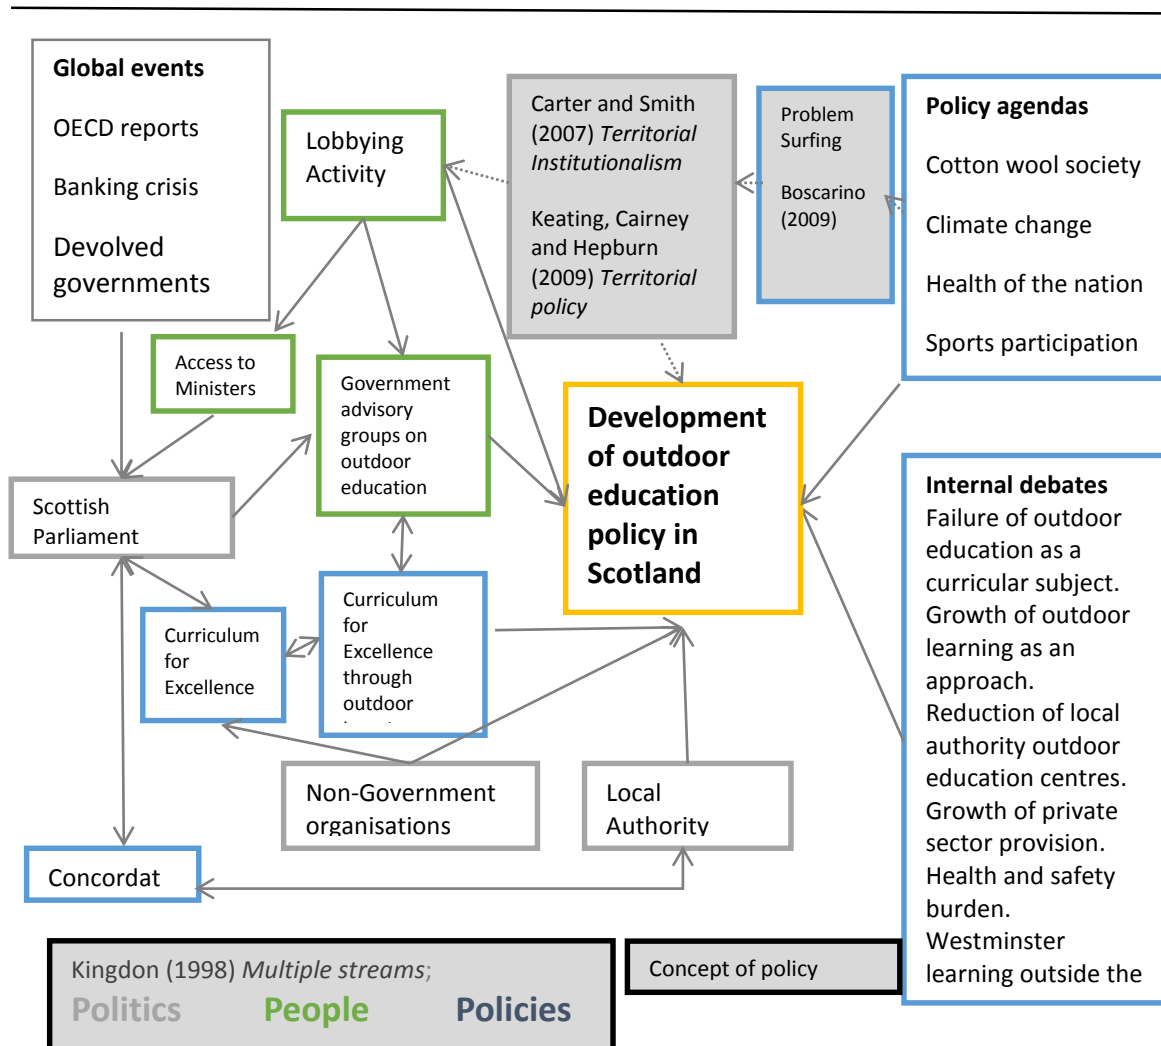 Global events
OECD reports
Banking crisis
Devolved
governments
Lobbying
Activity
Carter and Smith
(2007) Territorial
Institutionalism
Keating, Cairney
and Hepburn
(2009) Territorial
policy
Problem
Surfing
Boscarino
(2009)
Policy agendas
Cotton wool society
Climate change
Health of the nation
Sports participation
Access to
Ministers
Government
advisory
groups on
outdoor
education
Development
of outdoor
education
policy in
Scotland
Scottish
Parliament
Curriculum
for
Excellence
Curriculum
for
Excellence
through
outdoor
Internal debates
Failure of outdoor
education as a
curricular subject.
Growth of outdoor
learning as an
approach.
Reduction of local
authority outdoor
education centres.
Growth of private
sector provision.
Health and safety
burden.
Westminster
learning outside the
Non-Government
organisations
Local
Authority
Concordat
Kingdon (1998) Multiple streams;
Politics People Policies
Concept of policy